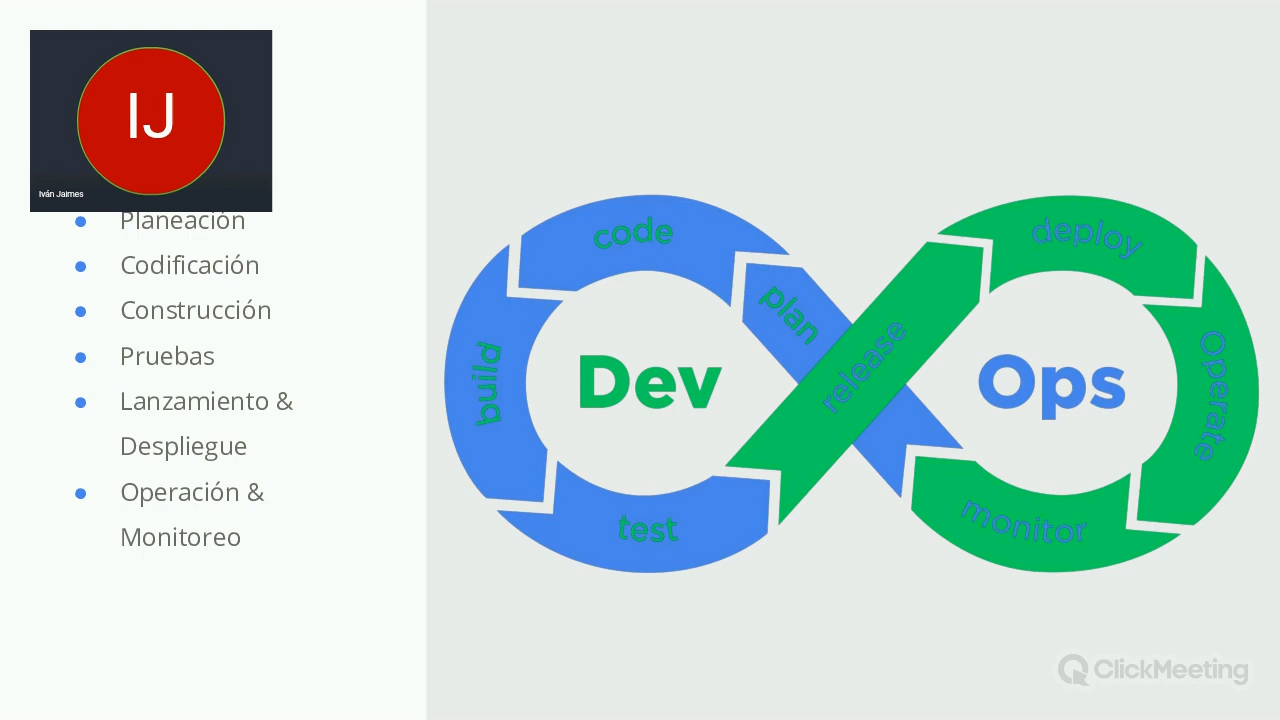 IJ
Iván Jaimes
Planeación
Codificación
Construcción
Pruebas
Lanzamiento &
Despliegue
Operación &
Monitoreo
code
plan
build
test
Dev
release
deploy
Operate
Ops
monitor
ClickMeeting